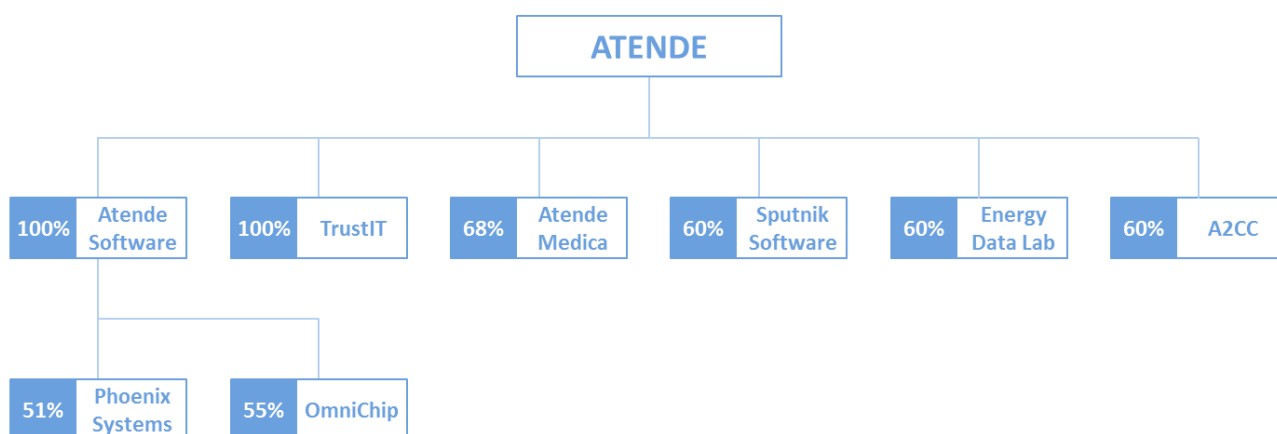 ATENDE
100%
Atende
Software
100%
TrustIT
68%
Atende
Medica
60%
Sputnik
Software
60%
Energy
Data Lab
60%
A2CC
51%
Phoenix
Systems
55%
OmniChip